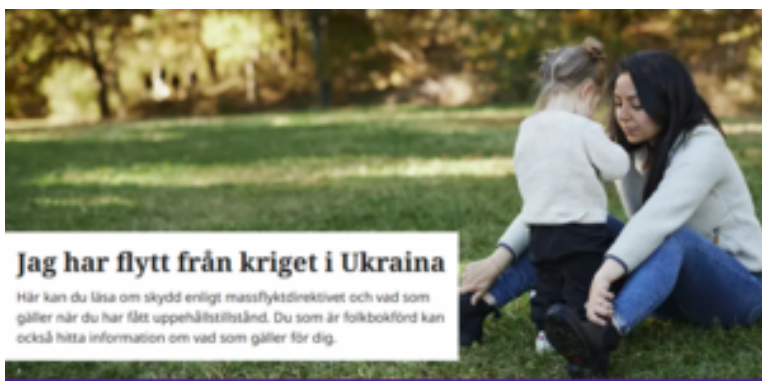 Jag har flytt från kriget i Ukraina
Här kan du läsa om skydd enligt massflyktdirektivet och vad som
gäller när du har fått uppehållstillstånd. Du som är folkbokförd kan
också hitta information om vad som gäller för dig.